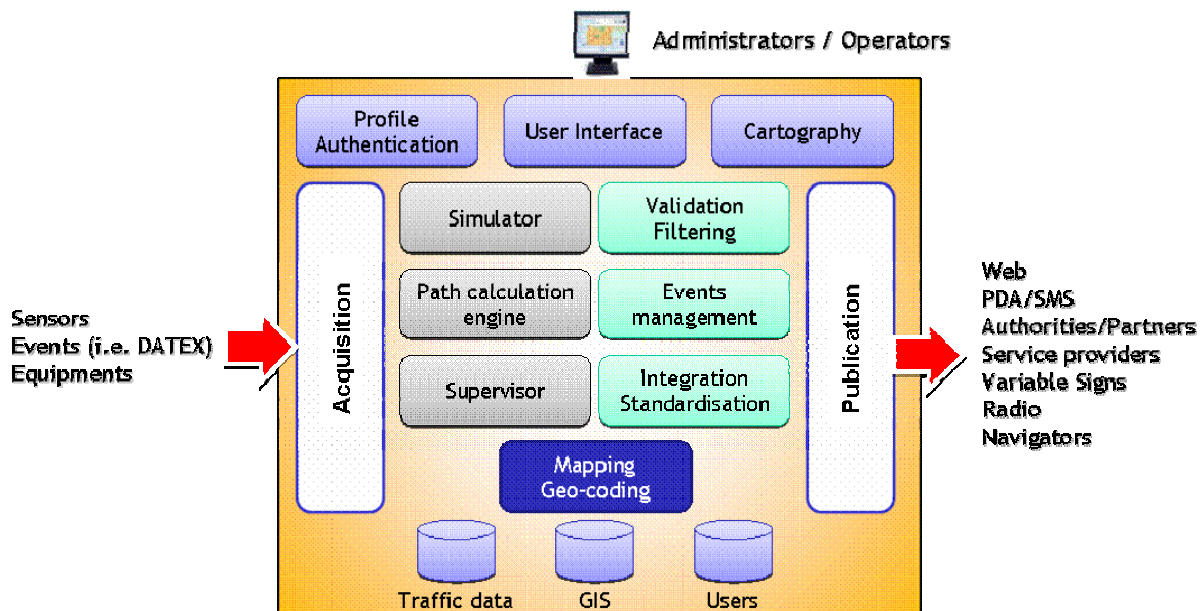 Administrators / Operators
Profile
Authentication
User Interface
Cartography
Acquisition
Simulator
Validation
Filtering
Path calculation
engine
Events
management
Supervisor
Integration
Standardisation
Mapping
Geo-coding
Publication
Sensors
Events (i.e. DATEX)
Equipments
Web
PDA/SMS
Authorities/Partners
Service providers
Variable Signs
Radio
Navigators
Traffic data
GIS
Users